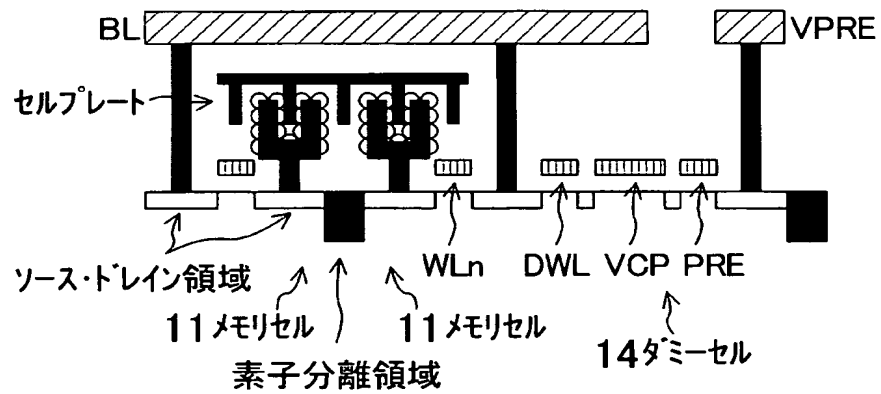 BL
VPRE
セルプレート
WLn DWL VCP PRE
ソース・ドレイン領域
11メモリセル 11メモリセル
14ダミーセル
素子分離領域